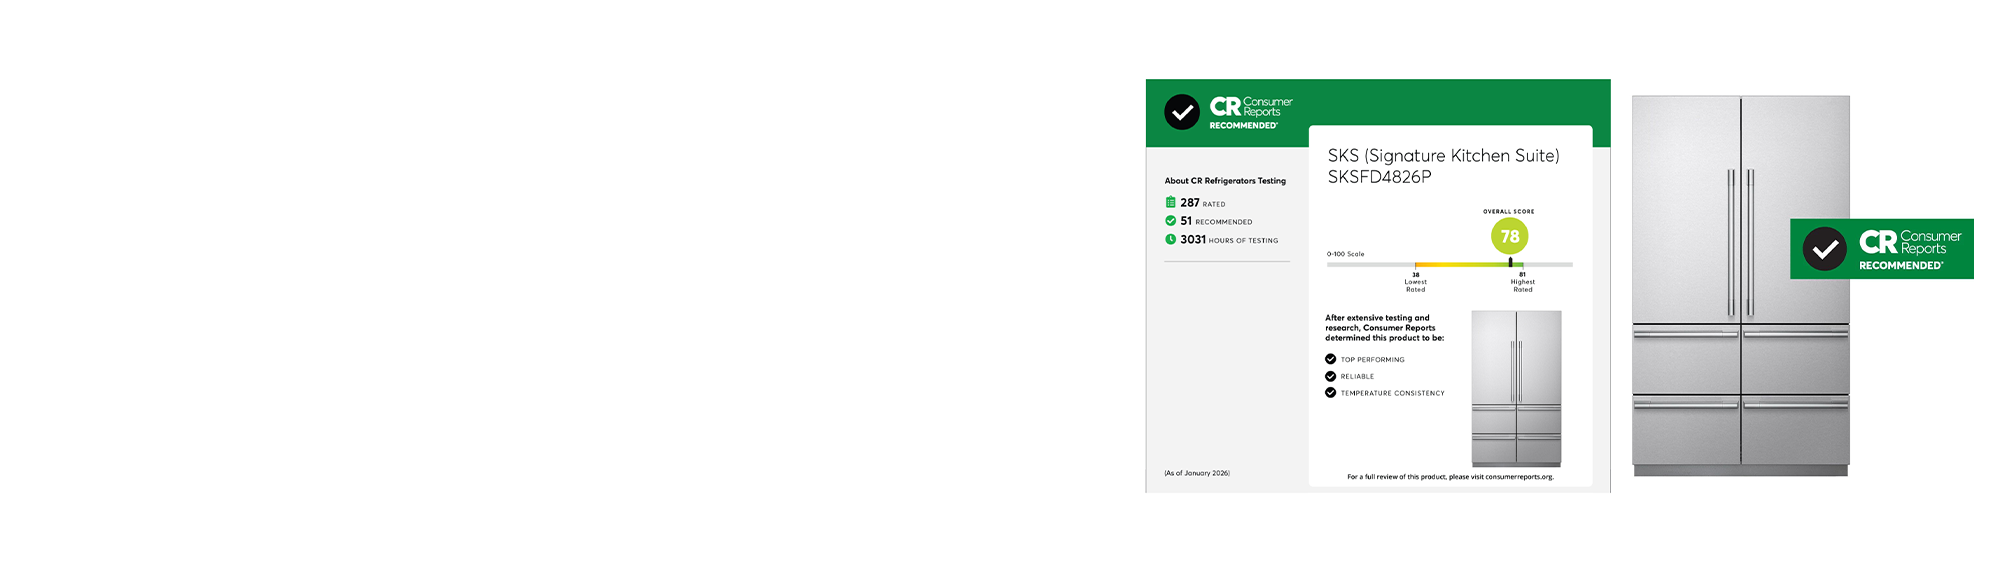 CR Consumer Reports
RECOMMENDED
SKS (Signature Kitchen Suite)
SKSFD4826P
About CR Refrigerators Testing
287 RATED
51 RECOMMENDED
3031 HOURS OF TESTING
(As of January 2026)
OVERALL SCORE
78
0-100 Scale
38
Lowest
Rated
81
Highest
Rated
After extensive testing and
research, Consumer Reports
determined this product to be:
TOP PERFORMING
RELIABLE
TEMPERATURE CONSISTENCY
For a full review of this product, please visit consumerreports.org.
CR Consumer Reports
RECOMMENDED